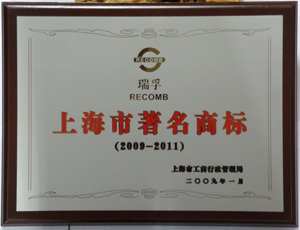 RECOMB
瑞孚
RECOMB
上海市著名商标
(2009-2011)
上海市工商行政管理局
二〇〇九年一月